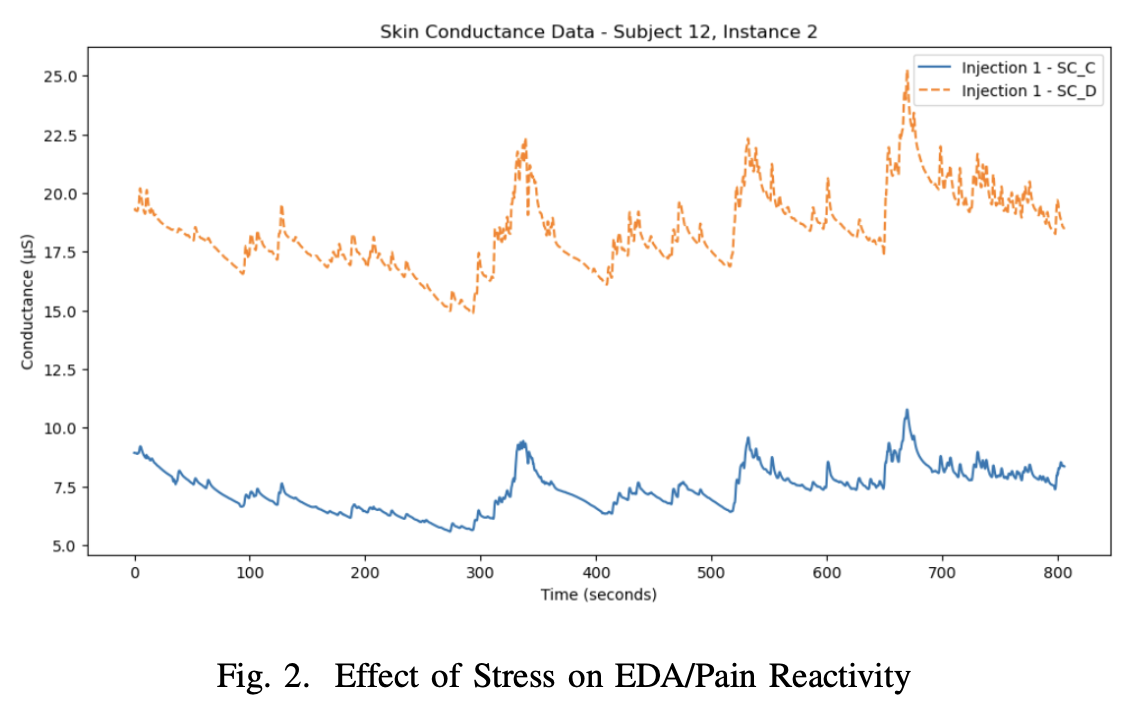 Skin Conductance Data - Subject 12, Instance 2
Injection 1 - SC_C
Injection 1 - SC_D
Conductance (µS)
25.0
22.5
20.0
17.5
15.0
12.5
10.0
7.5
5.0
0 100 200 300 400 500 600 700 800
Time (seconds)
Fig. 2. Effect of Stress on EDA/Pain Reactivity